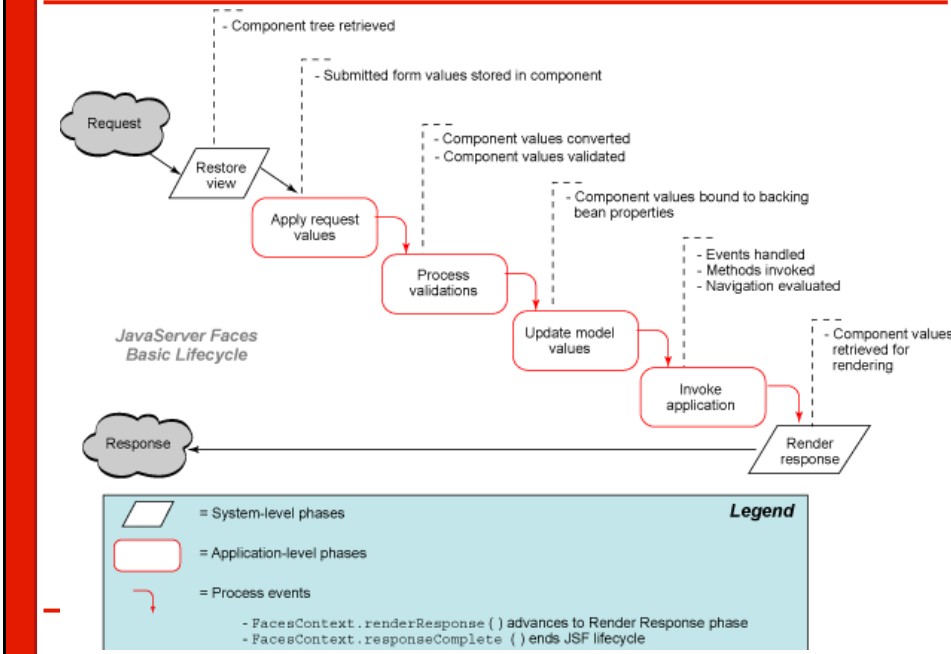 - Component tree retrieved
- Submitted form values stored in component
Request
- Component values converted
- Component values validated
Restore
view
- Component values bound to backing
bean properties
Apply request
values
- Events handled
- Methods invoked
- Navigation evaluated
Process
validations
JavaServer Faces
Basic Lifecycle
Update model
values
- Component values
retrieved for
rendering
Invoke
application
Response
Render
response
Legend
= System-level phases
= Application-level phases
= Process events
- FacesContext.renderResponse() advances to Render Response phase
- FacesContext.responseComplete () ends JSF lifecycle